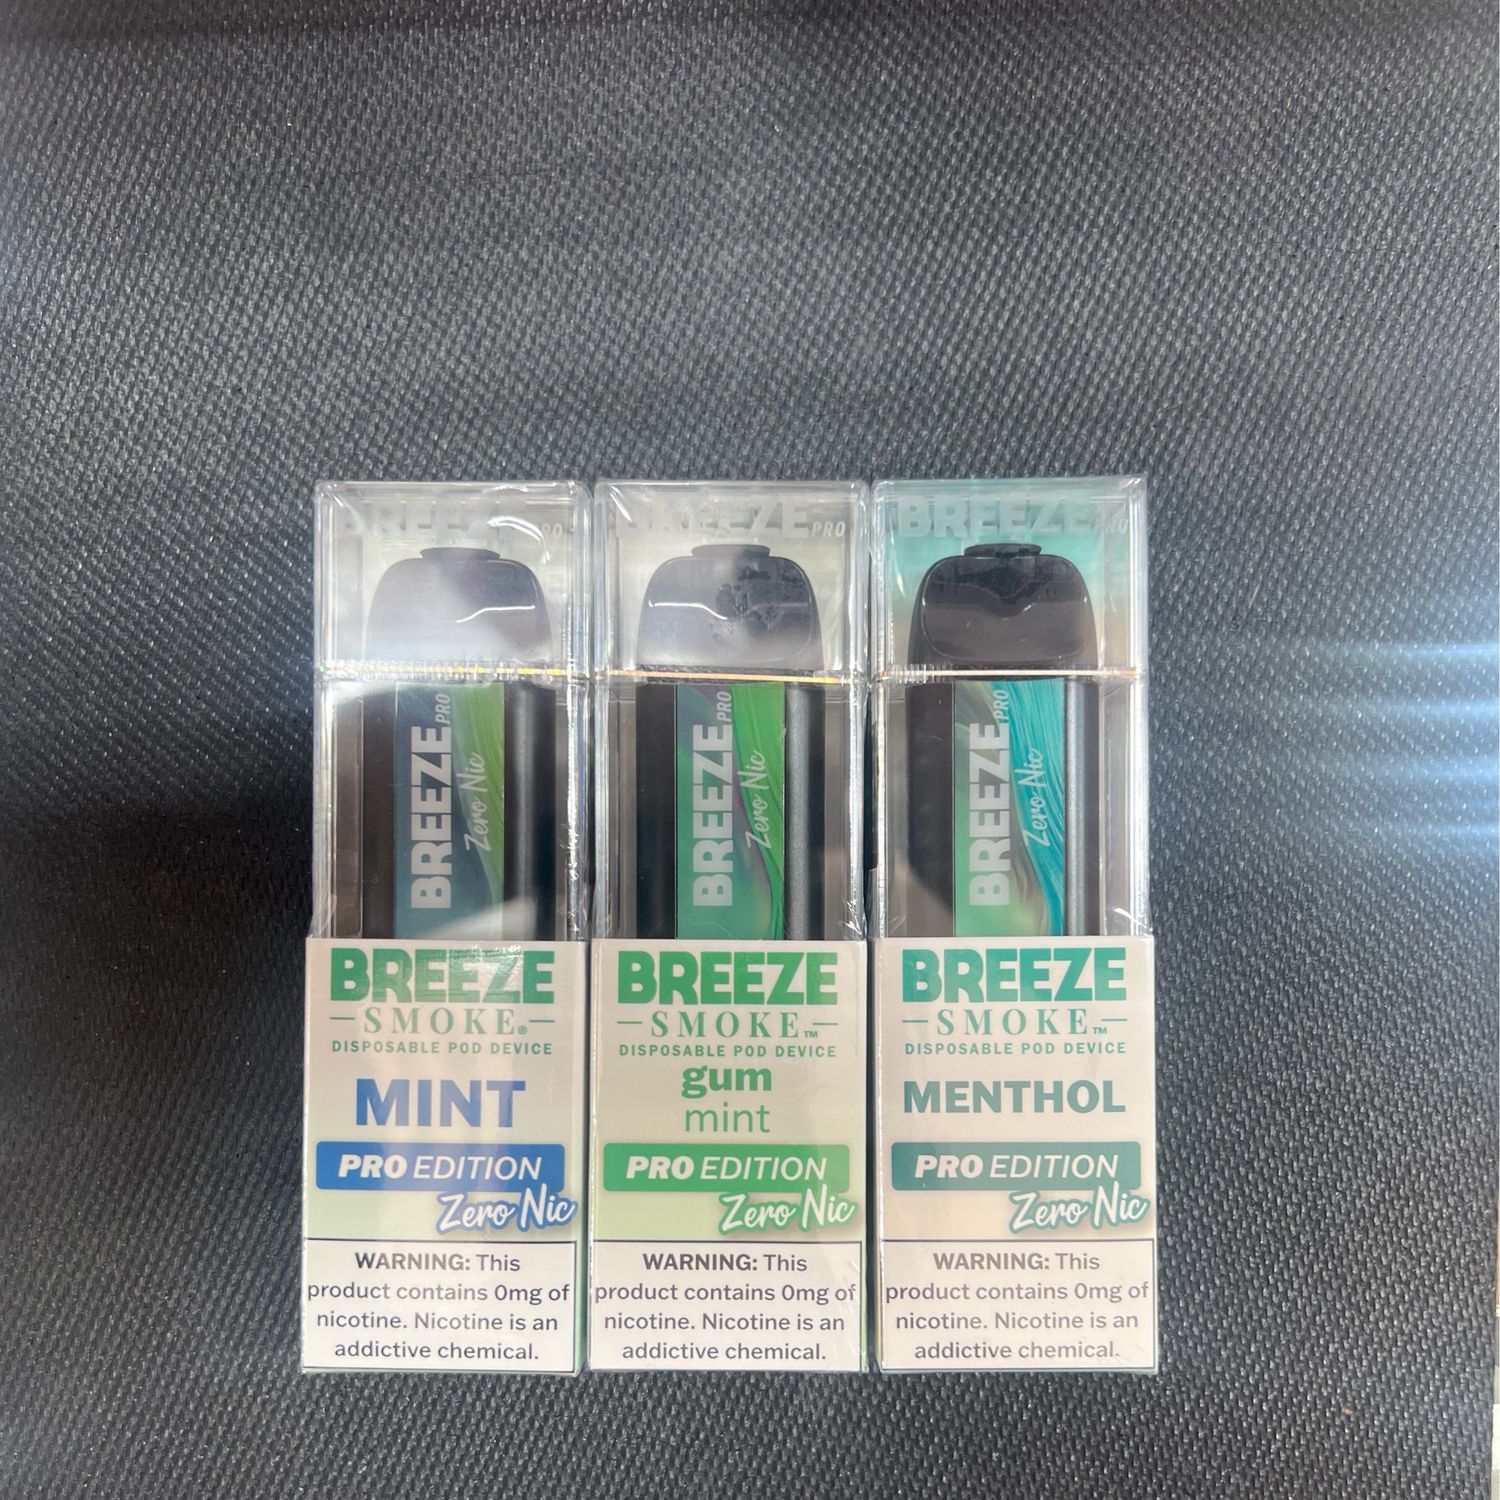 BREEZE PRO
BREEZE PRO
Zero Nic
BREEZE
SMOKE®
DISPOSABLE POD DEVICE
MINT
PRO EDITION
Zero Nic
WARNING: This
product contains 0mg of
nicotine. Nicotine is an
addictive chemical.
BREEZE PRO
BREEZE PRO
Zero Nic
BREEZE
SMOKE™
DISPOSABLE POD DEVICE
gum
mint
PRO EDITION
Zero Nic
WARNING: This
product contains 0mg of
nicotine. Nicotine is an
addictive chemical.
BREEZE PRO
BREEZE PRO
Zero Nic
BREEZE
SMOKE™
DISPOSABLE POD DEVICE
MENTHOL
PRO EDITION
Zero Nic
WARNING: This
product contains 0mg of
nicotine. Nicotine is an
addictive chemical.